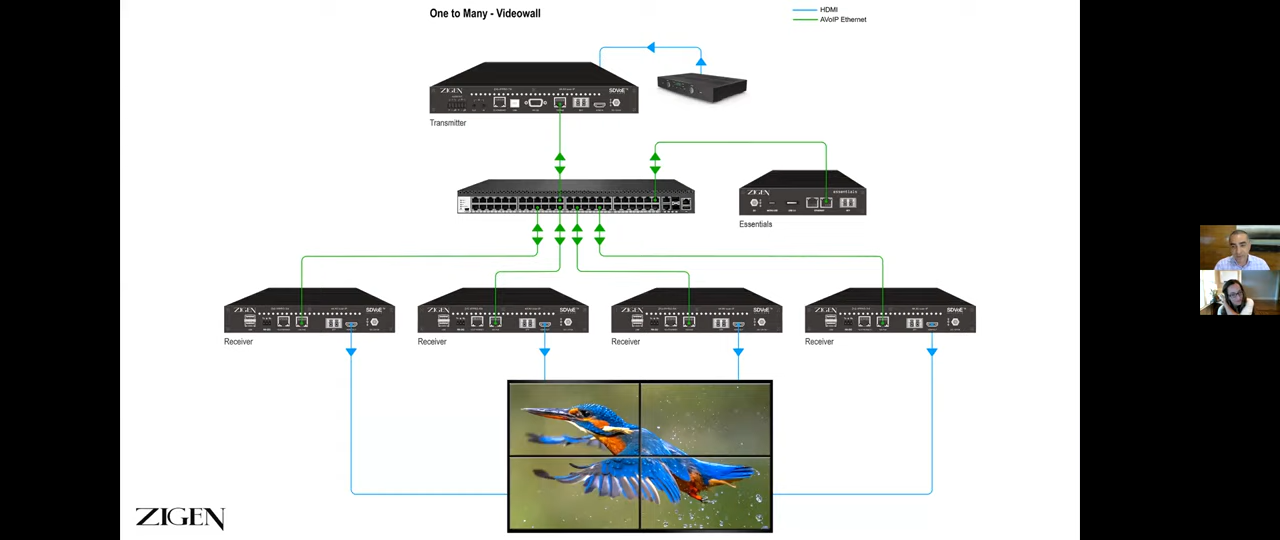 One to Many - Videowall
HDMI
AVoIP Ethernet
ZIGEN
SDVoE
Transmitter
ZIGEN
essentials
Essentials
ZIGEN
SDVoE
ZIGEN
SDVoE
ZIGEN
SDVoE
ZIGEN
SDVoE
Receiver
Receiver
Receiver
Receiver
ZIGEN